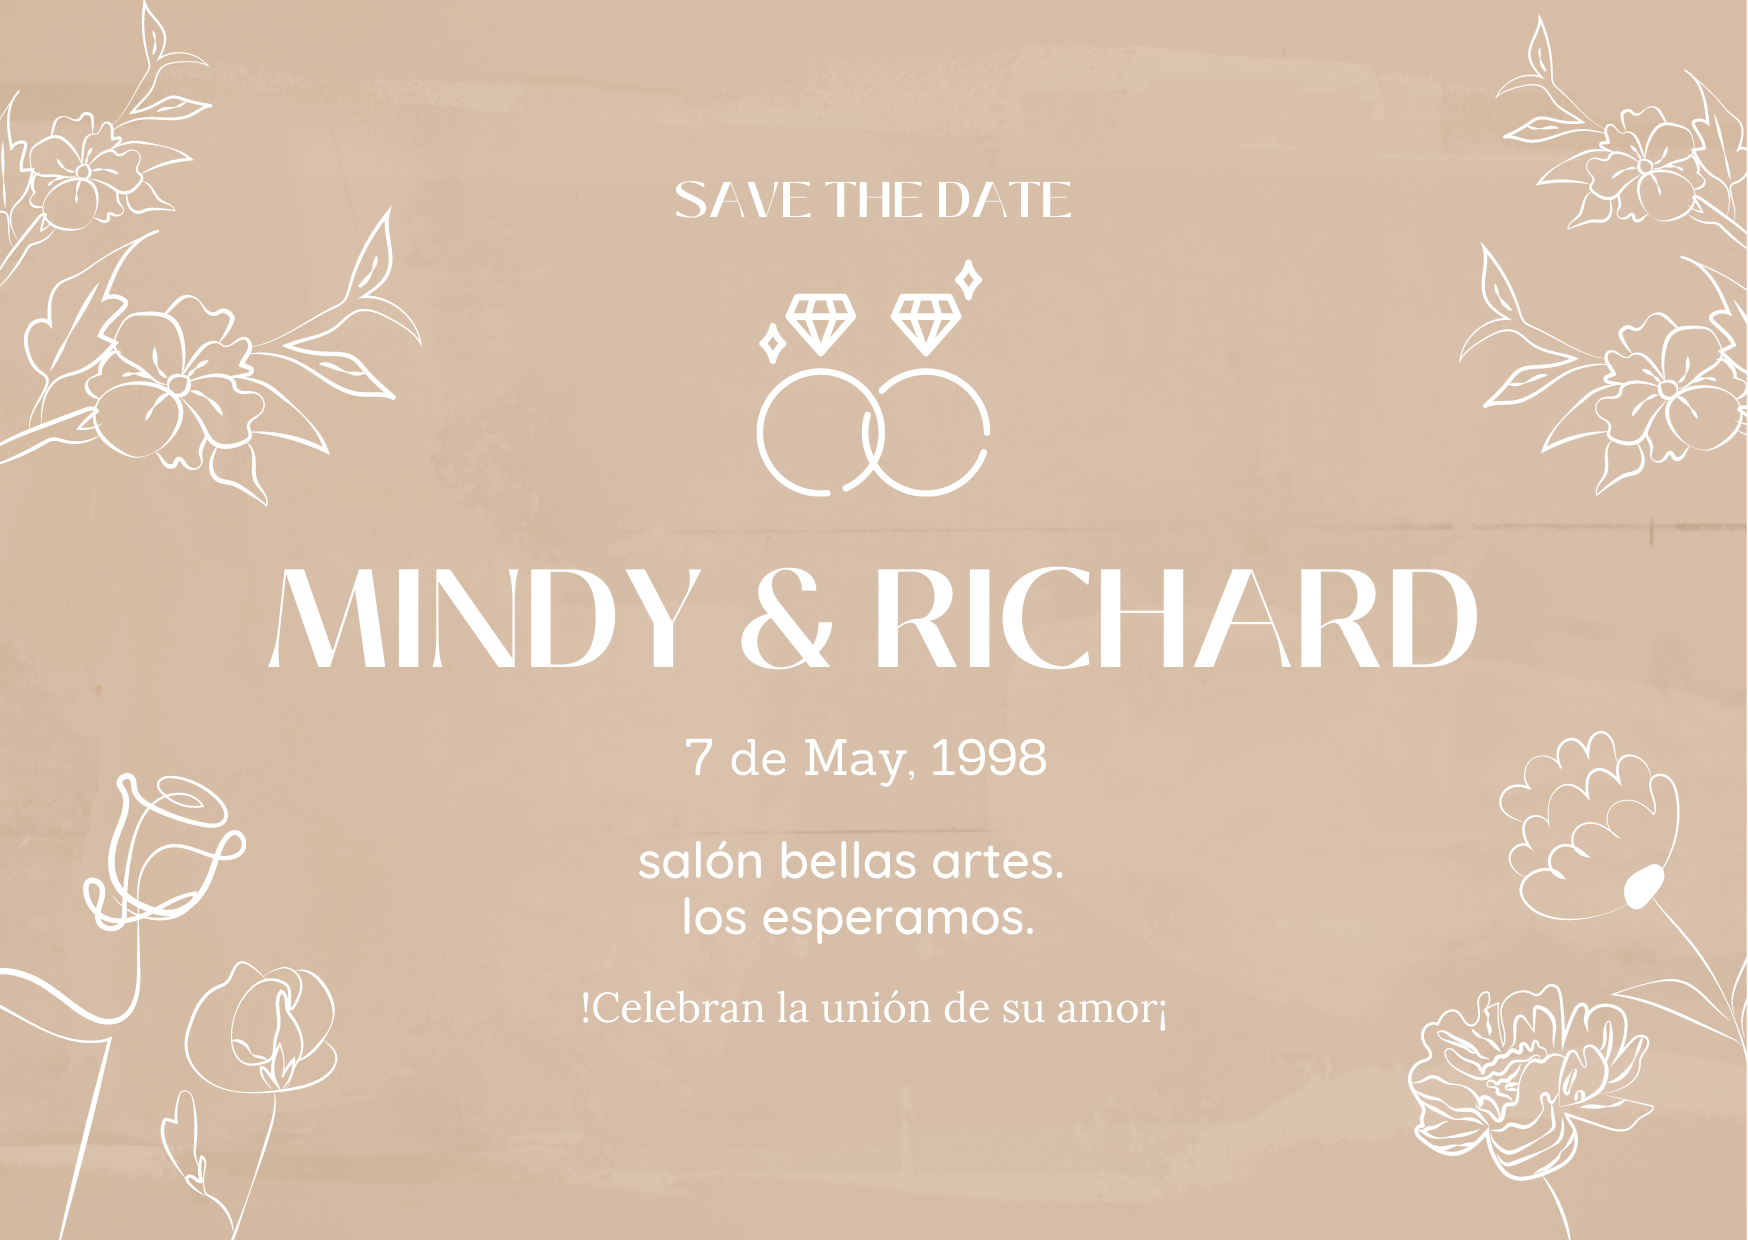 SAVE THE DATE
MINDY & RICHARD
7 de May, 1998
salón bellas artes.
los esperamos.
!Celebran la unión de su amor¡